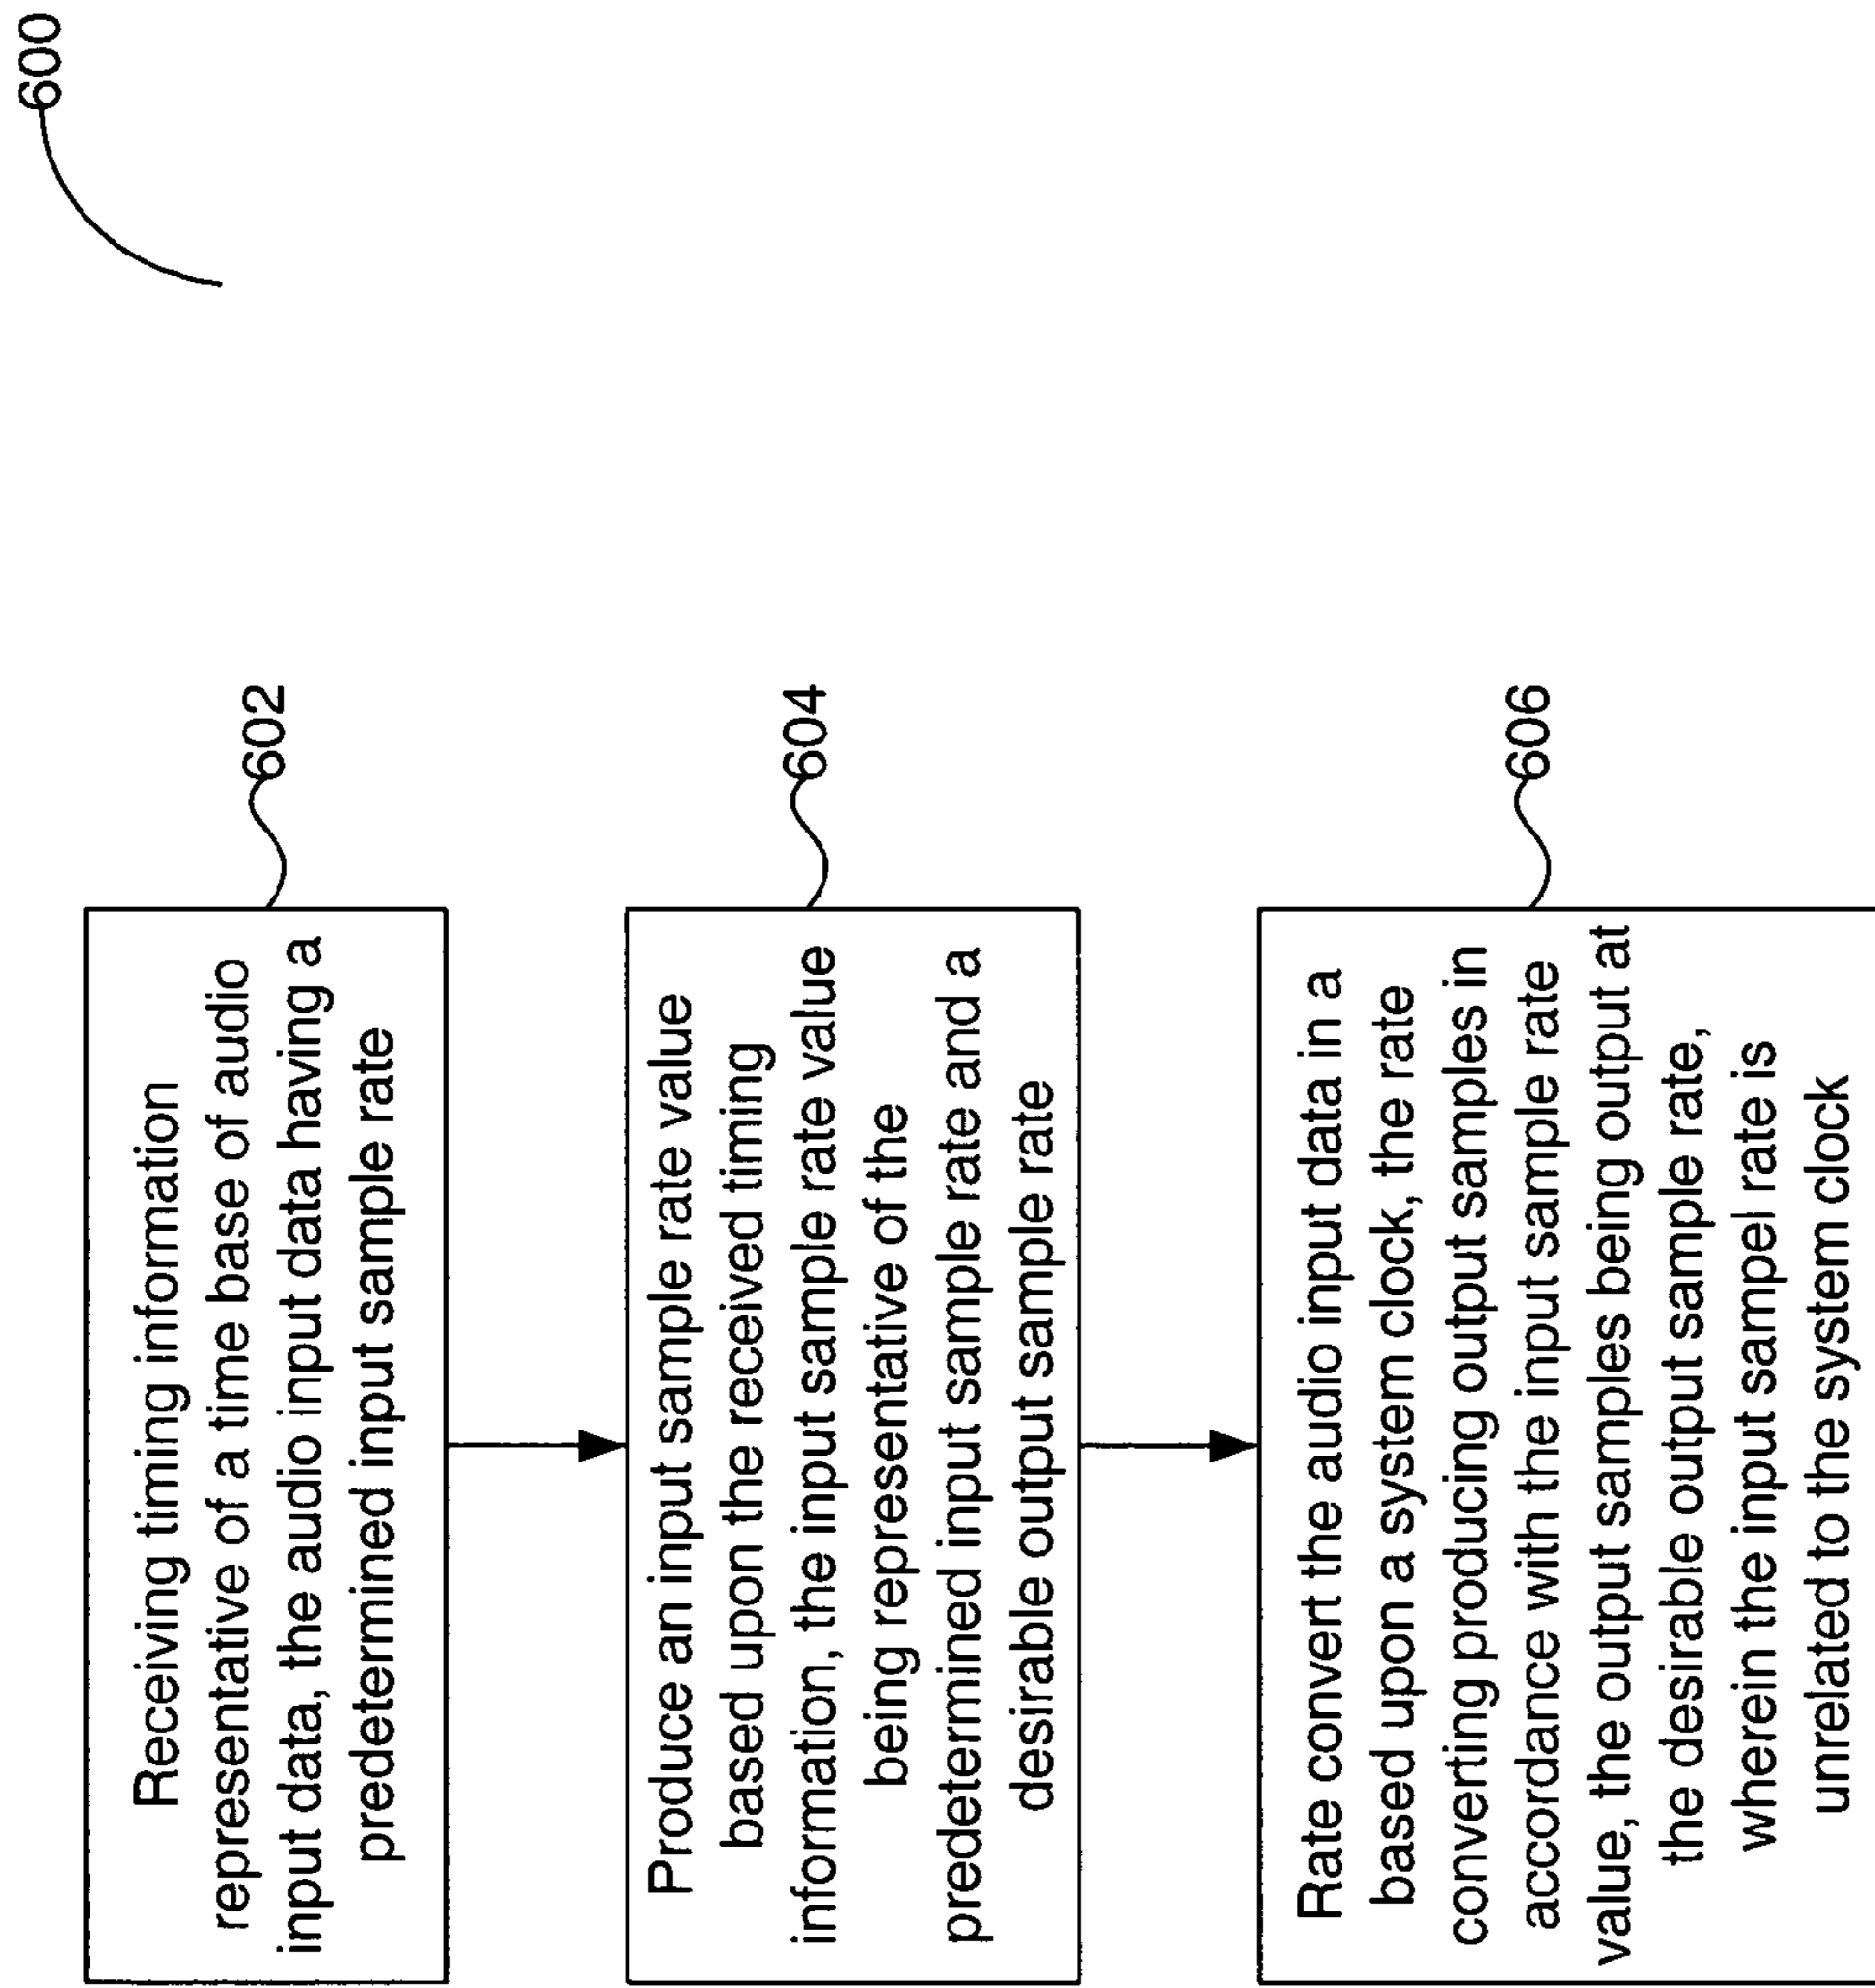 600
Receiving timing information
representative of a time base of audio
input data, the audio input data having a
predetermined input sample rate
602
Produce an input sample rate value
based upon the received timing
information, the input sample rate value
being representative of the
predetermined input sample rate and a
desirable output sample rate
604
Rate convert the audio input data in a
based upon a system clock, the rate
converting producing output samples in
accordance with the input sample rate
value, the output samples being output at
the desirable output sample rate,
wherein the input sampel rate is
unrelated to the system clock
606